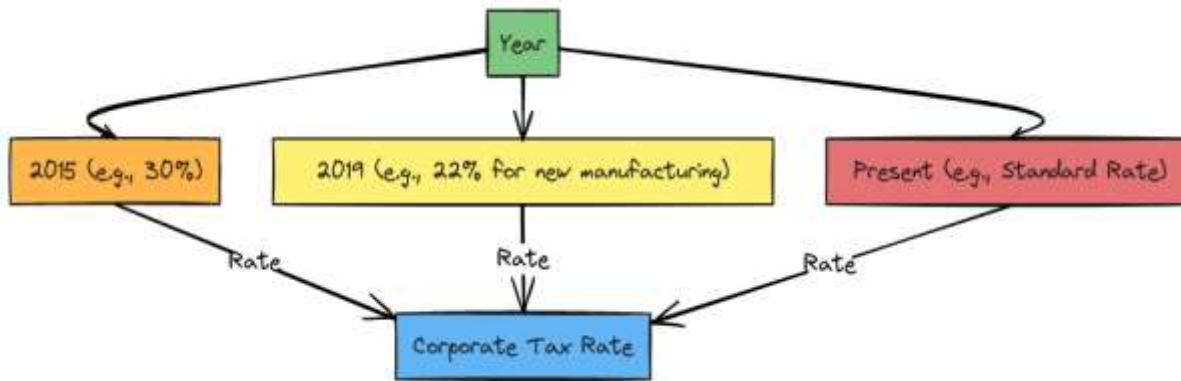 Year
2015 (e.g., 30%)
2019 (e.g., 22% for new manufacturing)
Present (e.g., Standard Rate)
Rate
Rate
Rate
Corporate Tax Rate